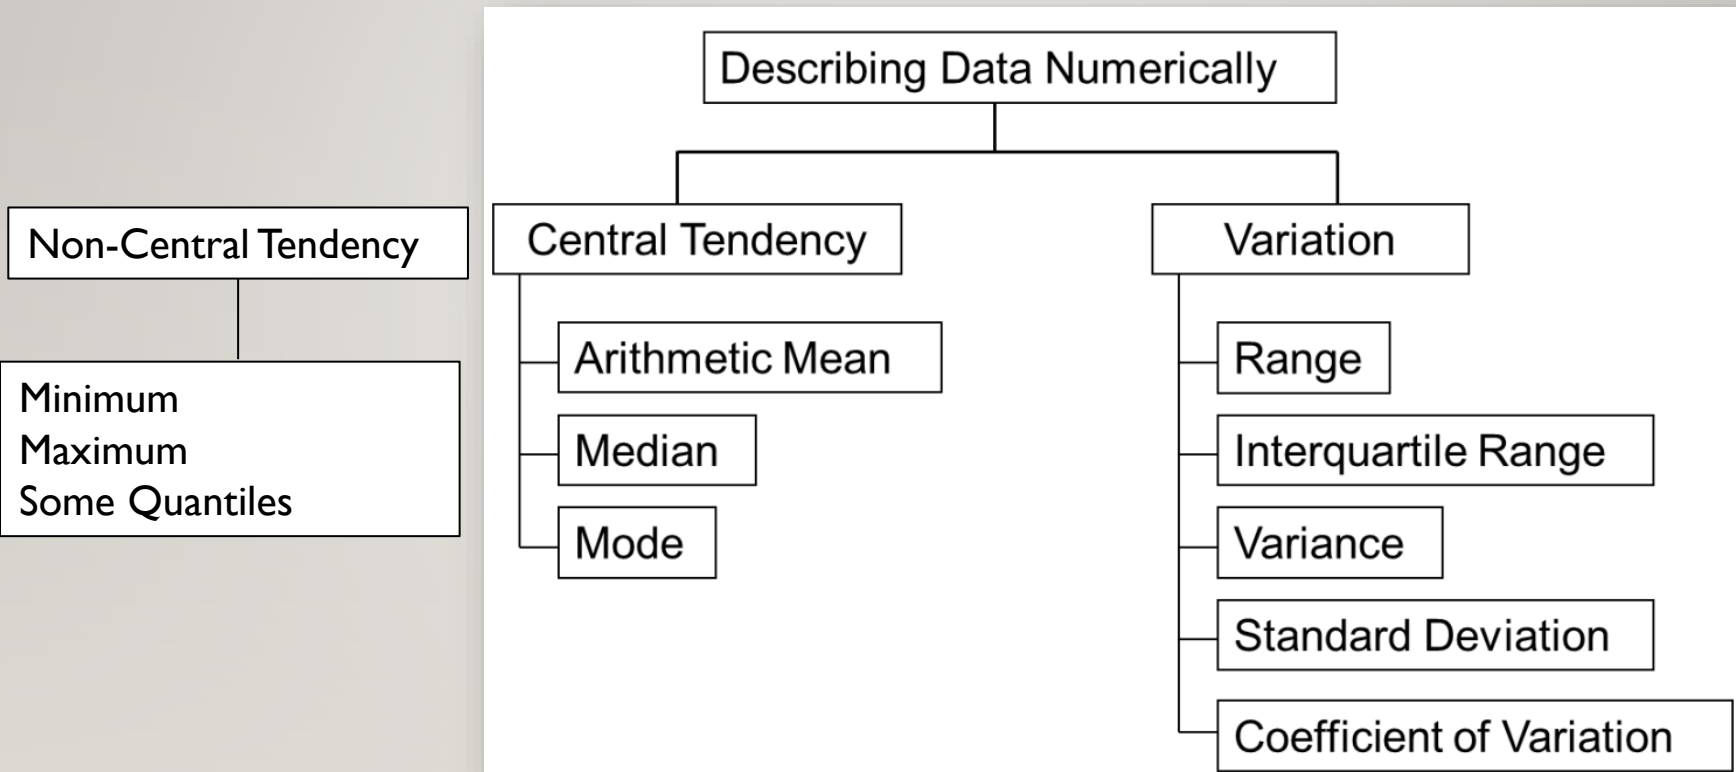 Describing Data Numerically
Non-Central Tendency
Minimum
Maximum
Some Quantiles
Central Tendency
Arithmetic Mean
Median
Mode
Variation
Range
Interquartile Range
Variance
Standard Deviation
Coefficient of Variation